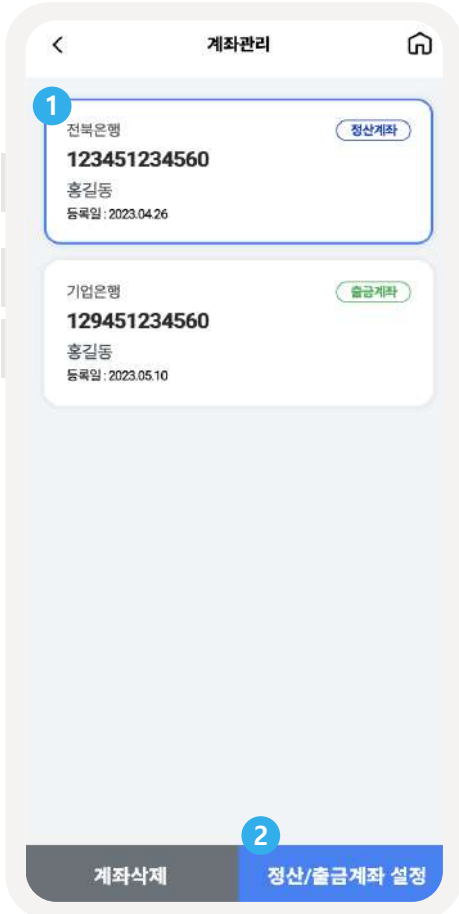 계좌관리
1
전북은행 정산계좌
123451234560
홍길동
등록일 : 2023.04.26
기업은행 출금계좌
129451234560
홍길동
등록일 : 2023.05.10
2
계좌삭제 정산/출금계좌 설정